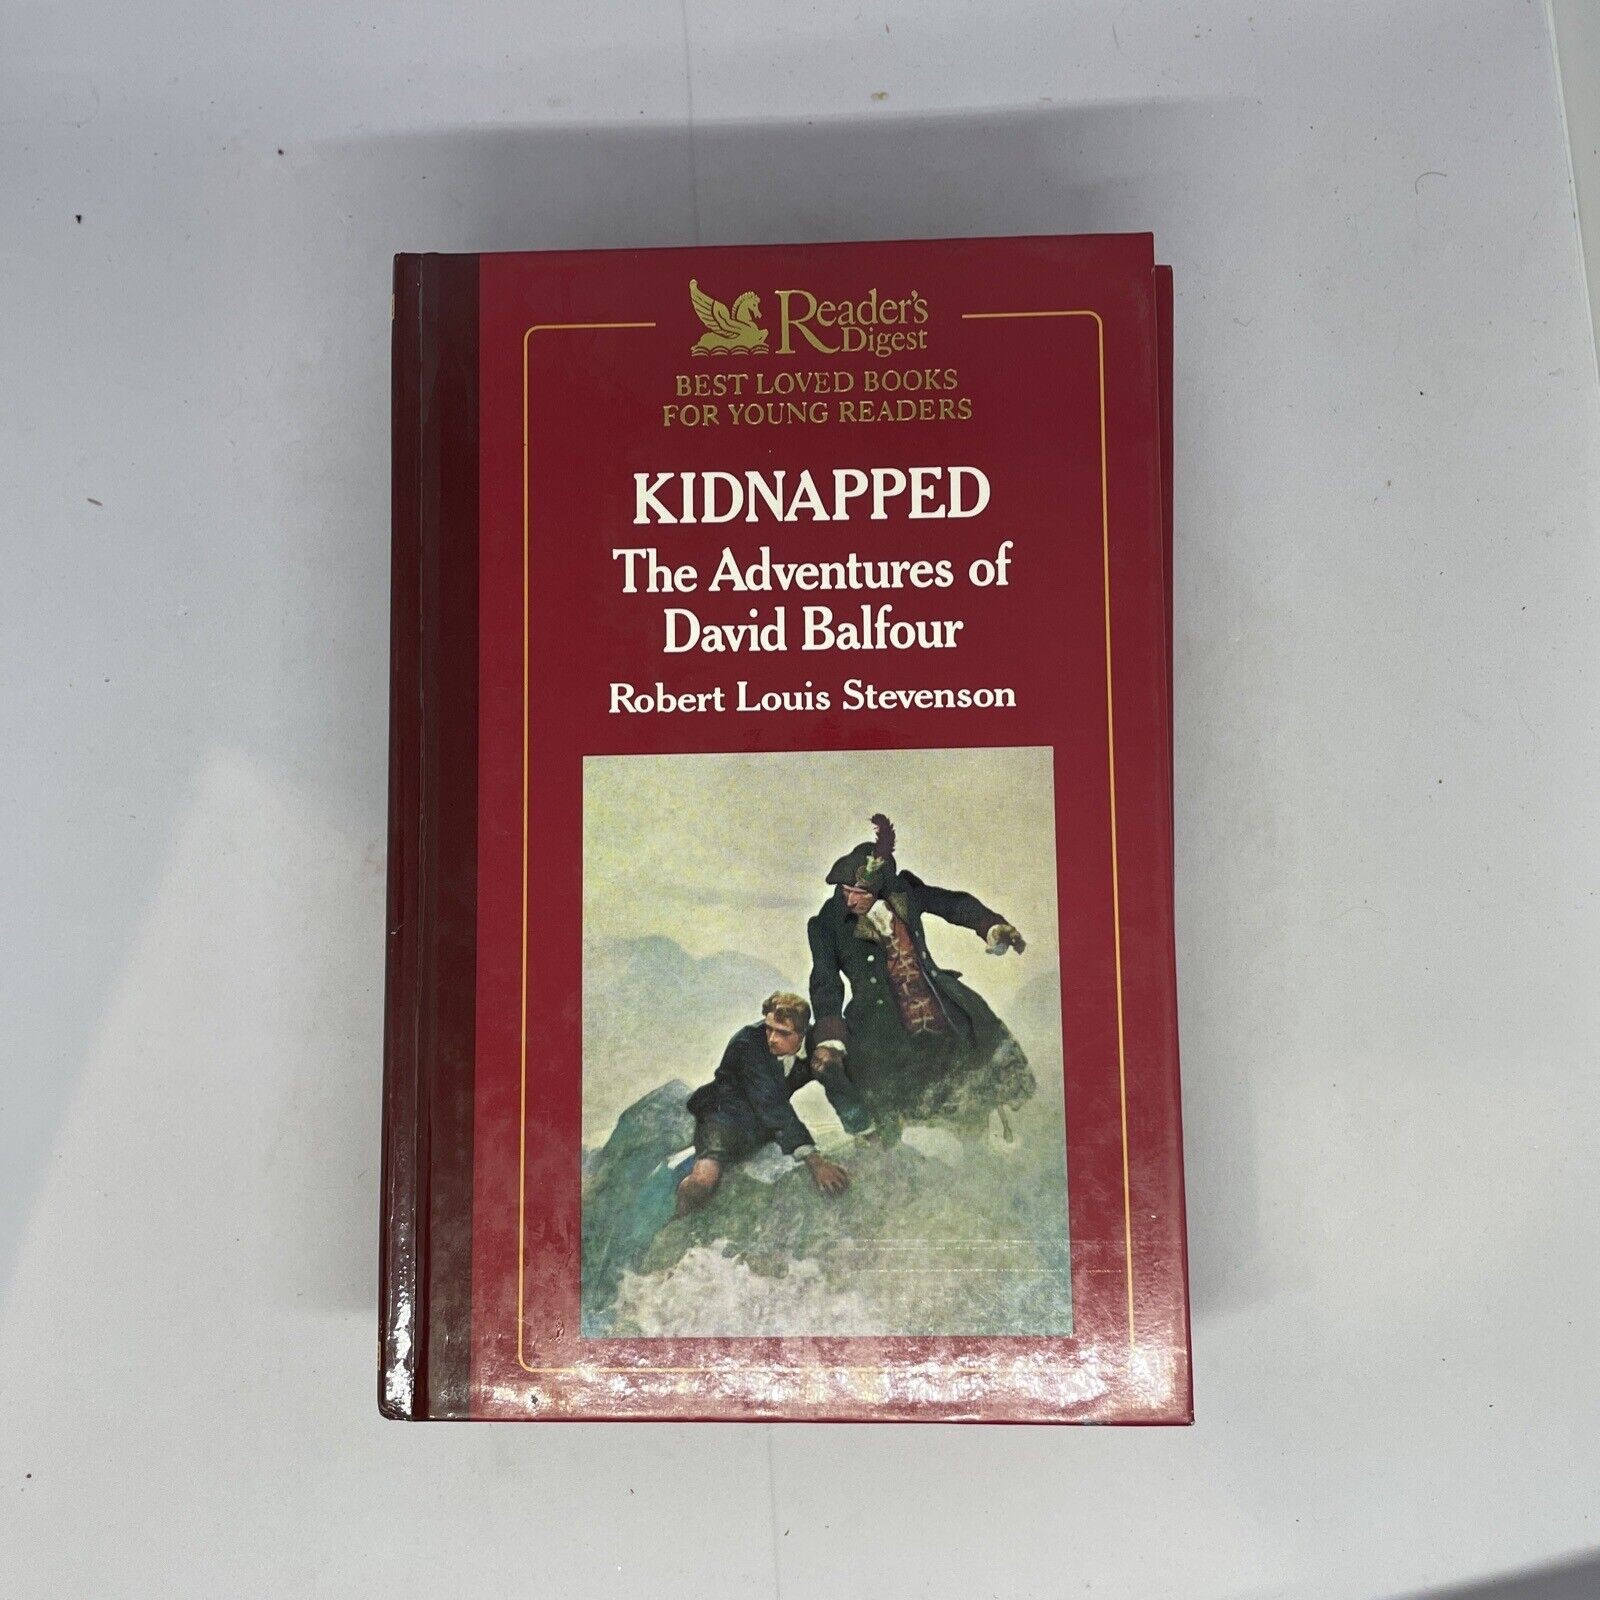 Reader's
Digest
BEST LOVED BOOKS
FOR YOUNG READERS
KIDNAPPED
The Adventures of
David Balfour
Robert Louis Stevenson